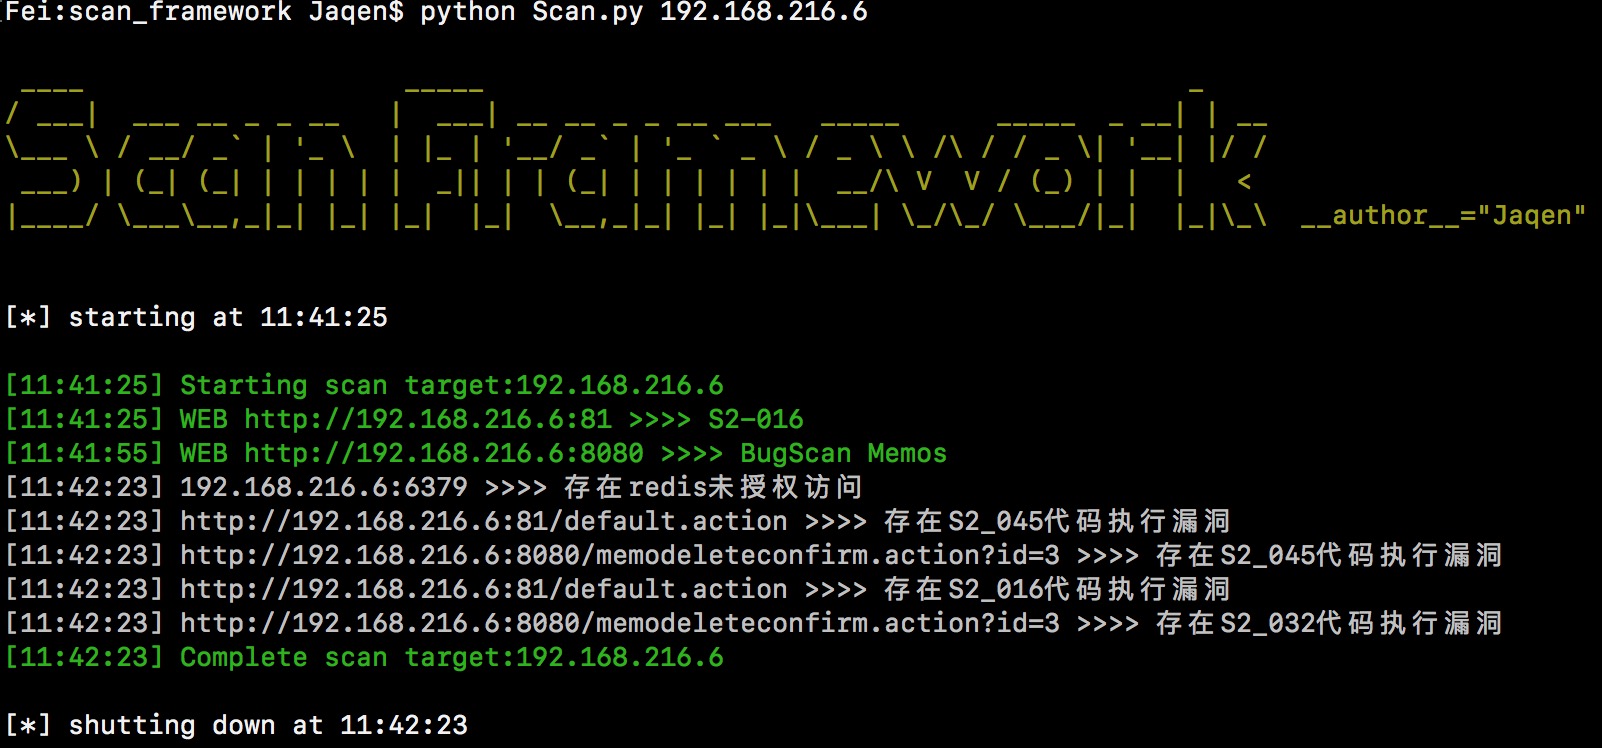 Fei:scan_framework Jaqen$ python Scan.py 192.168.216.6
Scan Framework __author__="Jaqen"
[*] starting at 11:41:25
[11:41:25] Starting scan target:192.168.216.6
[11:41:25] WEB http://192.168.216.6:81 >>>> S2-016
[11:41:55] WEB http://192.168.216.6:8080 >>>> BugScan Memos
[11:42:23] 192.168.216.6:6379 >>>> 存在redis未授权访问
[11:42:23] http://192.168.216.6:81/default.action >>>> 存在S2_045代码执行漏洞
[11:42:23] http://192.168.216.6:8080/memodeleteconfirm.action?id=3 >>>> 存在S2_045代码执行漏洞
[11:42:23] http://192.168.216.6:81/default.action >>>> 存在S2_016代码执行漏洞
[11:42:23] http://192.168.216.6:8080/memodeleteconfirm.action?id=3 >>>> 存在S2_032代码执行漏洞
[11:42:23] Complete scan target:192.168.216.6
[*] shutting down at 11:42:23